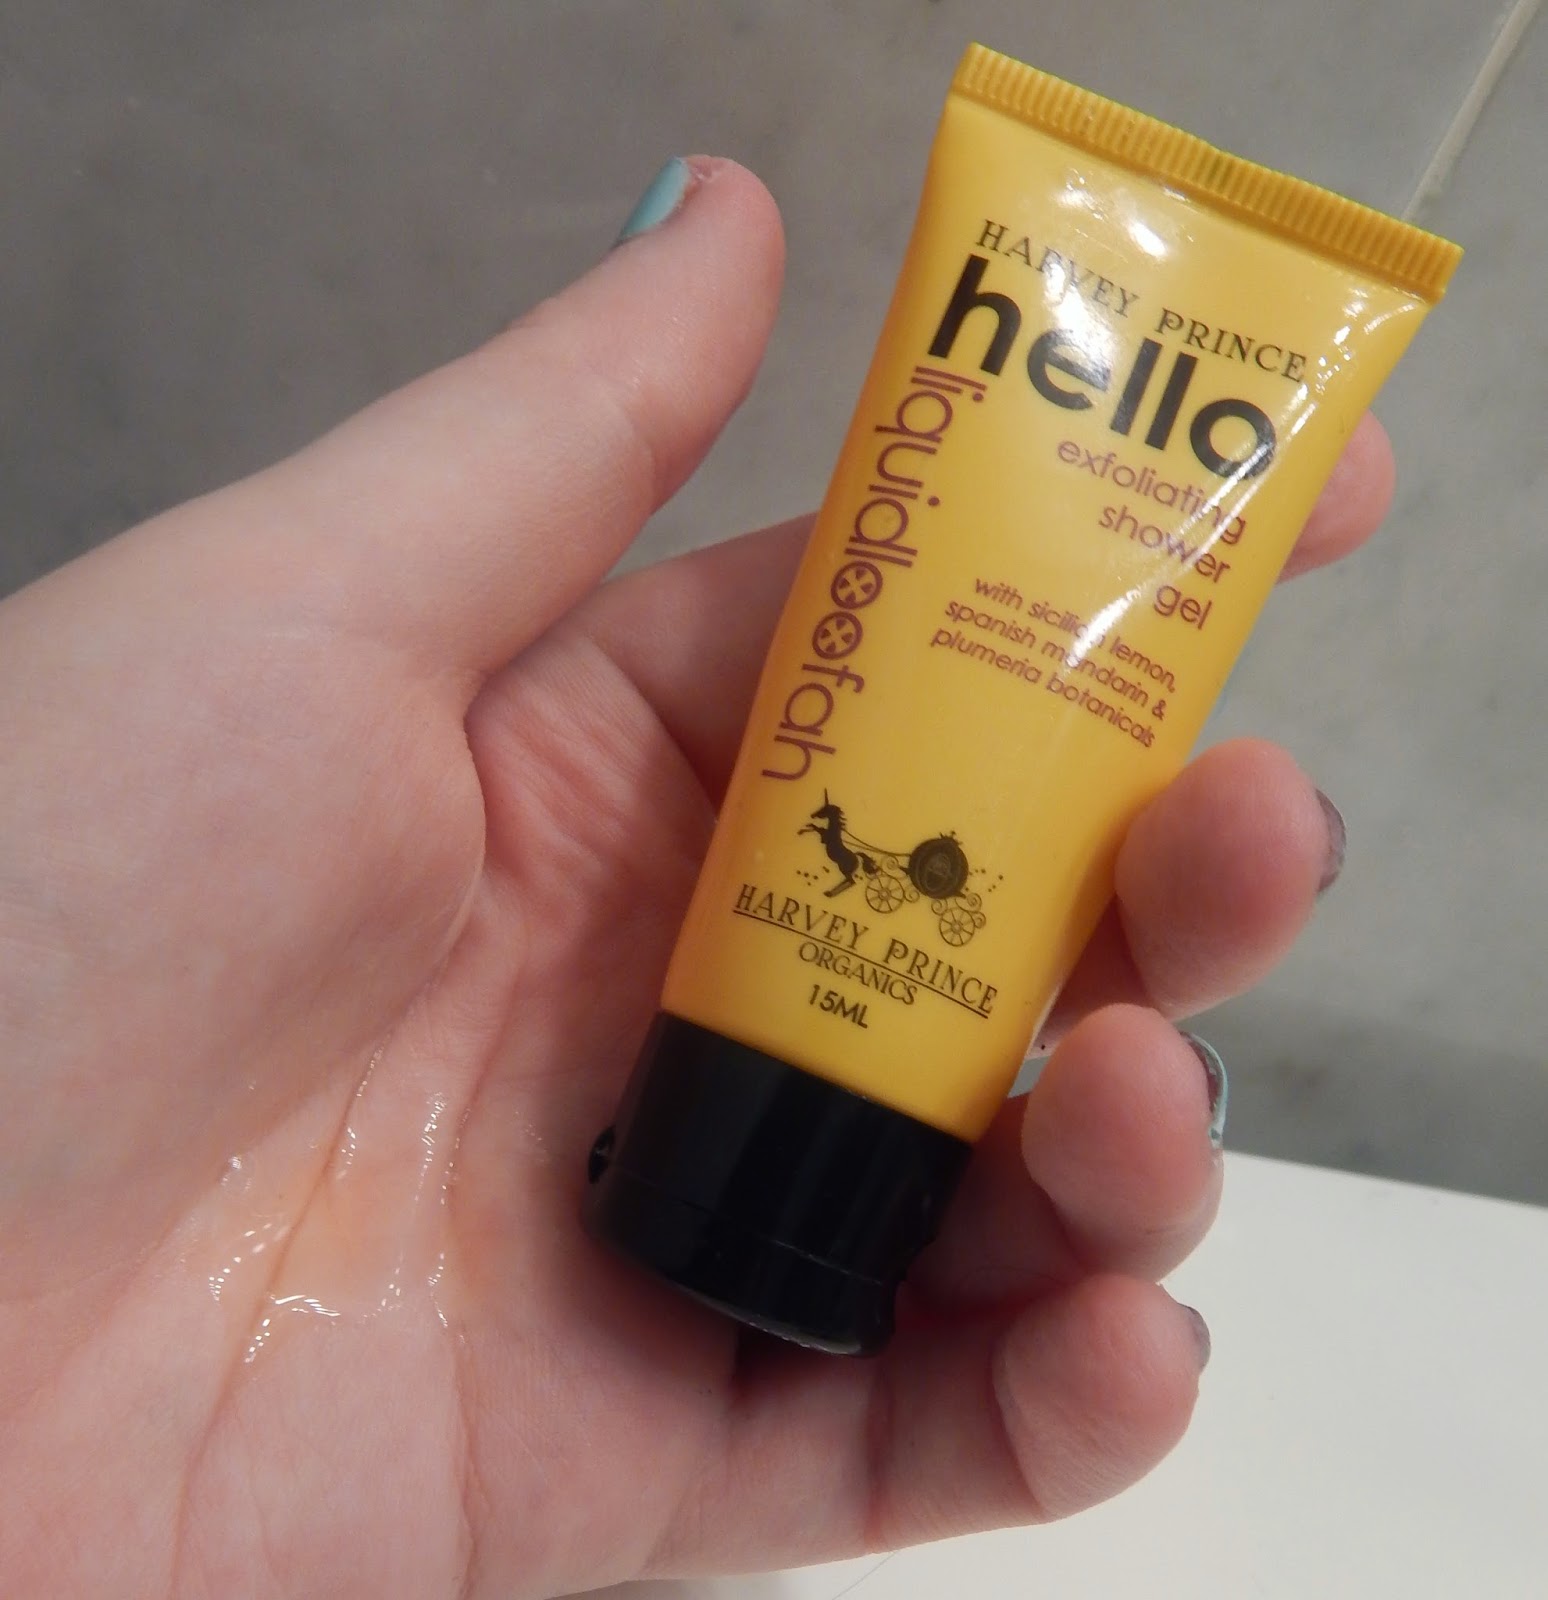 HARVEY PRINCE
hello
liquidloofah
exfoliating
shower
gel
with sicilian lemon,
spanish mandarin &
plumeria botanicals
HARVEY PRINCE
ORGANICS
15ML